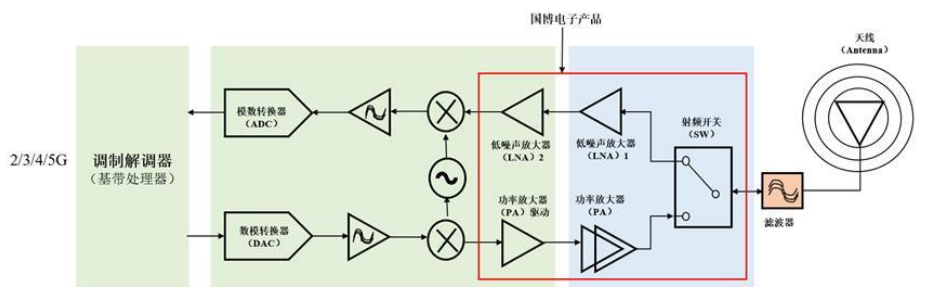 国博电子产品
天线
（Antenna）
模数转换器
（ADC）
低噪声放大器
（LNA）2
低噪声放大器
（LNA）1
射频开关
（SW）
2/3/4/5G
调制解调器
（基带处理器）
功率放大器
（PA）驱动
功率放大器
（PA）
滤波器
数模转换器
（DAC）